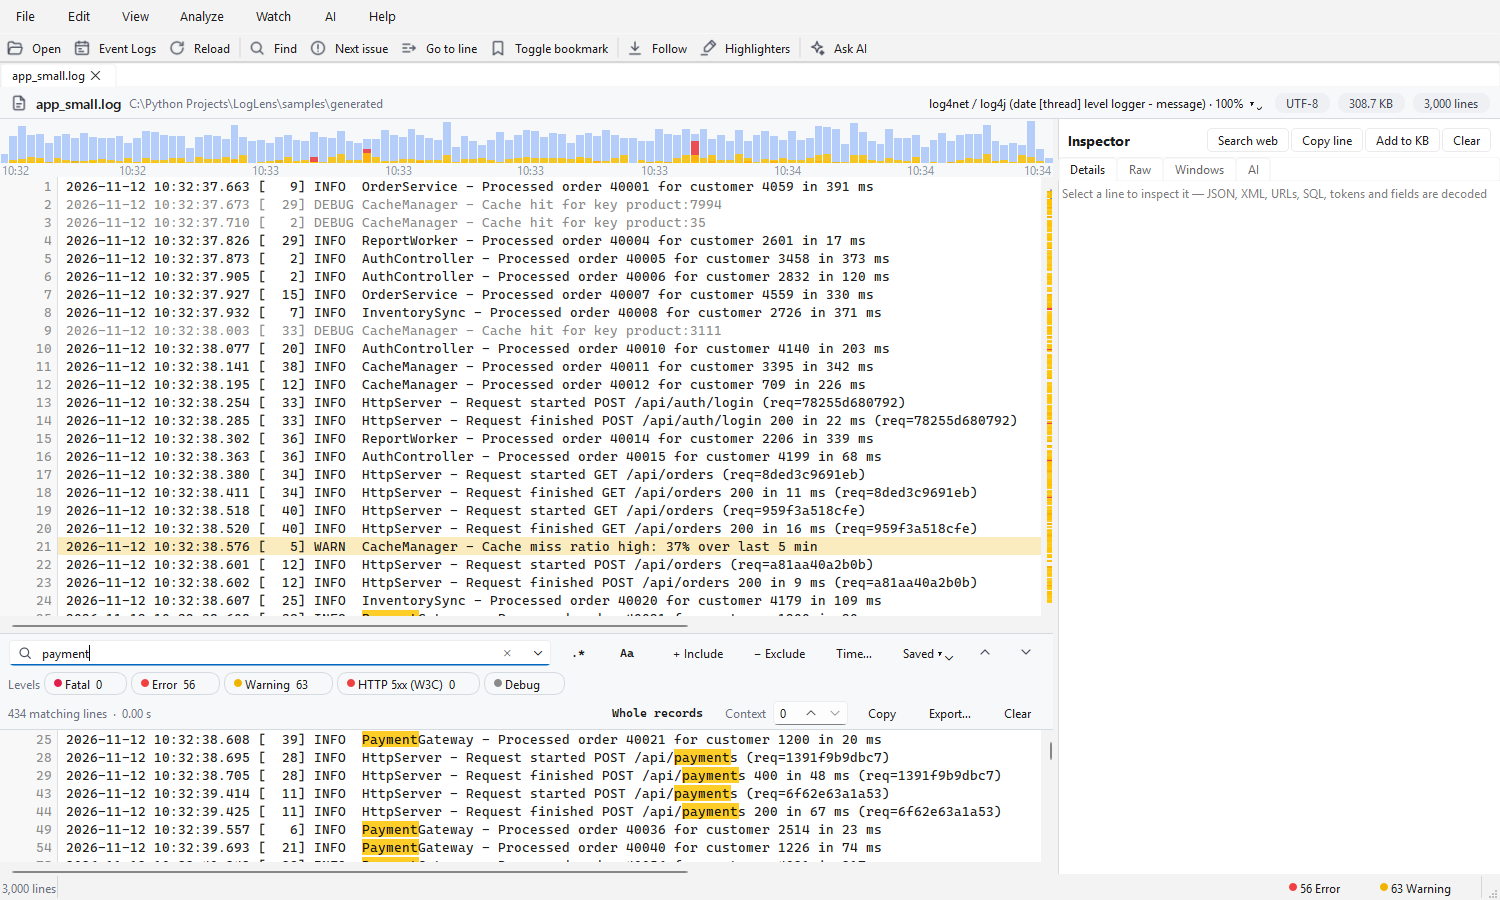 File Edit View Analyze Watch AI Help
Open Event Logs Reload Find Next issue Go to line Toggle bookmark Follow Highlighters Ask AI
app_small.log
app_small.log C:\Python Projects\LogLens\samples\generated log4net / log4j (date [thread] level logger - message) · 100% UTF-8 308.7 KB 3,000 lines
10:32 10:32 10:33 10:33 10:33 10:33 10:34 10:34 10:34
1 2026-11-12 10:32:37.663 [ 9] INFO OrderService - Processed order 40001 for customer 4059 in 391 ms
2 2026-11-12 10:32:37.673 [ 29] DEBUG CacheManager - Cache hit for key product:7994
3 2026-11-12 10:32:37.710 [ 2] DEBUG CacheManager - Cache hit for key product:35
4 2026-11-12 10:32:37.826 [ 29] INFO ReportWorker - Processed order 40004 for customer 2601 in 17 ms
5 2026-11-12 10:32:37.873 [ 2] INFO AuthController - Processed order 40005 for customer 3458 in 373 ms
6 2026-11-12 10:32:37.905 [ 2] INFO AuthController - Processed order 40006 for customer 2832 in 120 ms
7 2026-11-12 10:32:37.927 [ 15] INFO OrderService - Processed order 40007 for customer 4559 in 330 ms
8 2026-11-12 10:32:37.932 [ 7] INFO InventorySync - Processed order 40008 for customer 2726 in 371 ms
9 2026-11-12 10:32:38.003 [ 33] DEBUG CacheManager - Cache hit for key product:3111
10 2026-11-12 10:32:38.077 [ 20] INFO AuthController - Processed order 40010 for customer 4140 in 203 ms
11 2026-11-12 10:32:38.141 [ 38] INFO CacheManager - Processed order 40011 for customer 3395 in 342 ms
12 2026-11-12 10:32:38.195 [ 12] INFO CacheManager - Processed order 40012 for customer 709 in 226 ms
13 2026-11-12 10:32:38.254 [ 33] INFO HttpServer - Request started POST /api/auth/login (req=78255d680792)
14 2026-11-12 10:32:38.285 [ 33] INFO HttpServer - Request finished POST /api/auth/login 200 in 22 ms (req=78255d680792)
15 2026-11-12 10:32:38.302 [ 36] INFO ReportWorker - Processed order 40014 for customer 2206 in 339 ms
16 2026-11-12 10:32:38.363 [ 36] INFO AuthController - Processed order 40015 for customer 4199 in 68 ms
17 2026-11-12 10:32:38.380 [ 34] INFO HttpServer - Request started GET /api/orders (req=8ded3c9691eb)
18 2026-11-12 10:32:38.411 [ 34] INFO HttpServer - Request finished GET /api/orders 200 in 11 ms (req=8ded3c9691eb)
19 2026-11-12 10:32:38.518 [ 40] INFO HttpServer - Request started GET /api/orders (req=959f3a518cfe)
20 2026-11-12 10:32:38.520 [ 40] INFO HttpServer - Request finished GET /api/orders 200 in 16 ms (req=959f3a518cfe)
21 2026-11-12 10:32:38.576 [ 5] WARN CacheManager - Cache miss ratio high: 37% over last 5 min
22 2026-11-12 10:32:38.601 [ 12] INFO HttpServer - Request started POST /api/orders (req=a81aa40a2b0b)
23 2026-11-12 10:32:38.602 [ 12] INFO HttpServer - Request finished POST /api/orders 200 in 9 ms (req=a81aa40a2b0b)
24 2026-11-12 10:32:38.607 [ 25] INFO InventorySync - Processed order 40020 for customer 4179 in 109 ms
Inspector Search web Copy line Add to KB Clear
Details Raw Windows AI
Select a line to inspect it — JSON, XML, URLs, SQL, tokens and fields are decoded
payment .* Aa + Include − Exclude Time... Saved
Levels Fatal 0 Error 56 Warning 63 HTTP 5xx (W3C) 0 Debug
434 matching lines · 0.00 s Whole records Context 0 Copy Export... Clear
25 2026-11-12 10:32:38.608 [ 39] INFO PaymentGateway - Processed order 40021 for customer 1200 in 20 ms
28 2026-11-12 10:32:38.695 [ 28] INFO HttpServer - Request started POST /api/payments (req=1391f9b9dbc7)
29 2026-11-12 10:32:38.705 [ 28] INFO HttpServer - Request finished POST /api/payments 400 in 48 ms (req=1391f9b9dbc7)
43 2026-11-12 10:32:39.414 [ 11] INFO HttpServer - Request started POST /api/payments (req=6f62e63a1a53)
44 2026-11-12 10:32:39.425 [ 11] INFO HttpServer - Request finished POST /api/payments 200 in 67 ms (req=6f62e63a1a53)
49 2026-11-12 10:32:39.557 [ 6] INFO PaymentGateway - Processed order 40036 for customer 2514 in 23 ms
54 2026-11-12 10:32:39.693 [ 21] INFO PaymentGateway - Processed order 40040 for customer 1226 in 74 ms
3,000 lines 56 Error 63 Warning